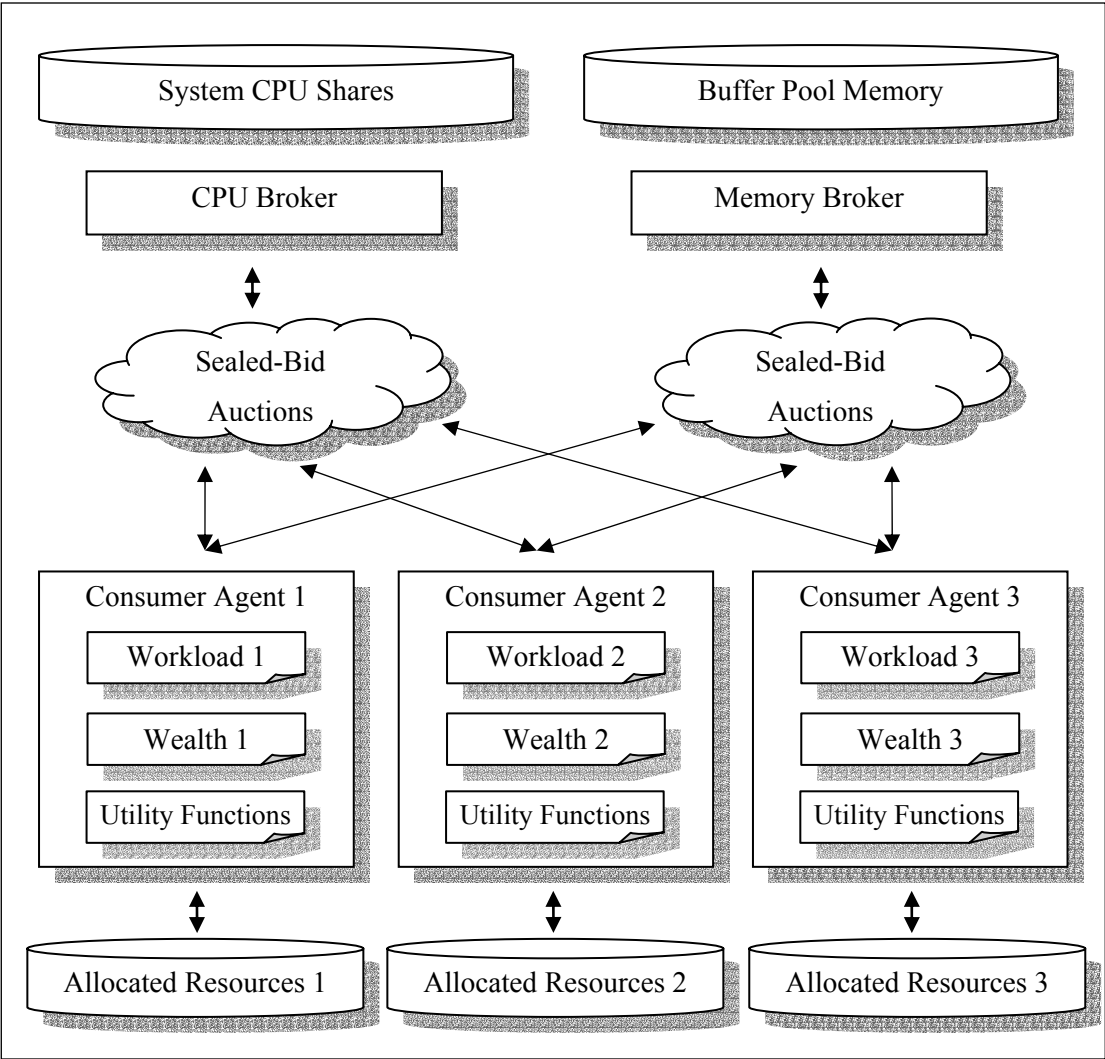 System CPU Shares
Buffer Pool Memory
CPU Broker
Memory Broker
Sealed-Bid
Auctions
Sealed-Bid
Auctions
Consumer Agent 1
Workload 1
Wealth 1
Utility Functions
Consumer Agent 2
Workload 2
Wealth 2
Utility Functions
Consumer Agent 3
Workload 3
Wealth 3
Utility Functions
Allocated Resources 1
Allocated Resources 2
Allocated Resources 3